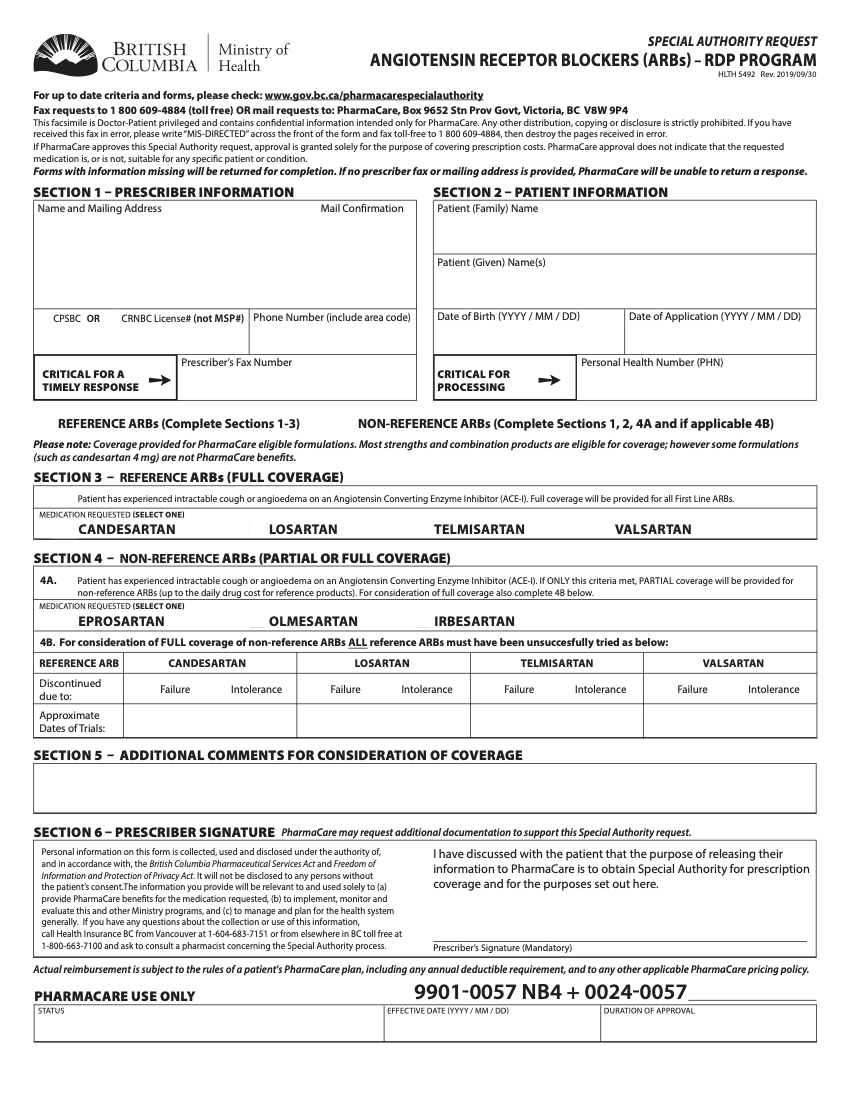 BRITISH
COLUMBIA
Ministry of
Health
SPECIAL AUTHORITY REQUEST
ANGIOTENSIN RECEPTOR BLOCKERS (ARBs) – RDP PROGRAM
HLTH 5492 Rev. 2019/09/30
For up to date criteria and forms, please check: www.gov.bc.ca/pharmacarespecialauthority
Fax requests to 1 800 609-4884 (toll free) OR mail requests to: PharmaCare, Box 9652 Stn Prov Govt, Victoria, BC V8W 9P4
This facsimile is Doctor-Patient privileged and contains confidential information intended only for PharmaCare. Any other distribution, copying or disclosure is strictly prohibited. If you have
received this fax in error, please write “MIS-DIRECTED” across the front of the form and fax toll-free to 1 800 609-4884, then destroy the pages received in error.
If PharmaCare approves this Special Authority request, approval is granted solely for the purpose of covering prescription costs. PharmaCare approval does not indicate that the requested
medication is, or is not, suitable for any specific patient or condition.
Forms with information missing will be returned for completion. If no prescriber fax or mailing address is provided, PharmaCare will be unable to return a response.
SECTION 1 – PRESCRIBER INFORMATION
Name and Mailing Address Mail Confirmation
CPSBC OR CRNBC License# (not MSP#)
Phone Number (include area code)
CRITICAL FOR A
TIMELY RESPONSE
Prescriber's Fax Number
SECTION 2 – PATIENT INFORMATION
Patient (Family) Name
Patient (Given) Name(s)
Date of Birth (YYYY / MM / DD)
Date of Application (YYYY / MM / DD)
CRITICAL FOR
PROCESSING
Personal Health Number (PHN)
REFERENCE ARBs (Complete Sections 1-3) NON-REFERENCE ARBs (Complete Sections 1, 2, 4A and if applicable 4B)
Please note: Coverage provided for PharmaCare eligible formulations. Most strengths and combination products are eligible for coverage; however some formulations
(such as candesartan 4 mg) are not PharmaCare benefits.
SECTION 3 – REFERENCE ARBs (FULL COVERAGE)
Patient has experienced intractable cough or angioedema on an Angiotensin Converting Enzyme Inhibitor (ACE-I). Full coverage will be provided for all First Line ARBs.
MEDICATION REQUESTED (SELECT ONE)
CANDESARTAN LOSARTAN TELMISARTAN VALSARTAN
SECTION 4 – NON-REFERENCE ARBs (PARTIAL OR FULL COVERAGE)
4A. Patient has experienced intractable cough or angioedema on an Angiotensin Converting Enzyme Inhibitor (ACE-I). If ONLY this criteria met, PARTIAL coverage will be provided for
non-reference ARBs (up to the daily drug cost for reference products). For consideration of full coverage also complete 4B below.
MEDICATION REQUESTED (SELECT ONE)
EPROSARTAN OLMESARTAN IRBESARTAN
4B. For consideration of FULL coverage of non-reference ARBs ALL reference ARBs must have been unsuccesfully tried as below:
REFERENCE ARB CANDESARTAN LOSARTAN TELMISARTAN VALSARTAN
Discontinued
due to:
Failure Intolerance Failure Intolerance Failure Intolerance Failure Intolerance
Approximate
Dates of Trials:
SECTION 5 – ADDITIONAL COMMENTS FOR CONSIDERATION OF COVERAGE
SECTION 6 – PRESCRIBER SIGNATURE PharmaCare may request additional documentation to support this Special Authority request.
Personal information on this form is collected, used and disclosed under the authority of,
and in accordance with, the British Columbia Pharmaceutical Services Act and Freedom of
Information and Protection of Privacy Act. It will not be disclosed to any persons without
the patient's consent.The information you provide will be relevant to and used solely to (a)
provide PharmaCare benefits for the medication requested, (b) to implement, monitor and
evaluate this and other Ministry programs, and (c) to manage and plan for the health system
generally. If you have any questions about the collection or use of this information,
call Health Insurance BC from Vancouver at 1-604-683-7151 or from elsewhere in BC toll free at
1-800-663-7100 and ask to consult a pharmacist concerning the Special Authority process.
I have discussed with the patient that the purpose of releasing their
information to PharmaCare is to obtain Special Authority for prescription
coverage and for the purposes set out here.
Prescriber's Signature (Mandatory)
Actual reimbursement is subject to the rules of a patient's PharmaCare plan, including any annual deductible requirement, and to any other applicable PharmaCare pricing policy.
PHARMACARE USE ONLY
9901-0057 NB4 + 0024-0057
STATUS
EFFECTIVE DATE (YYYY / MM / DD)
DURATION OF APPROVAL